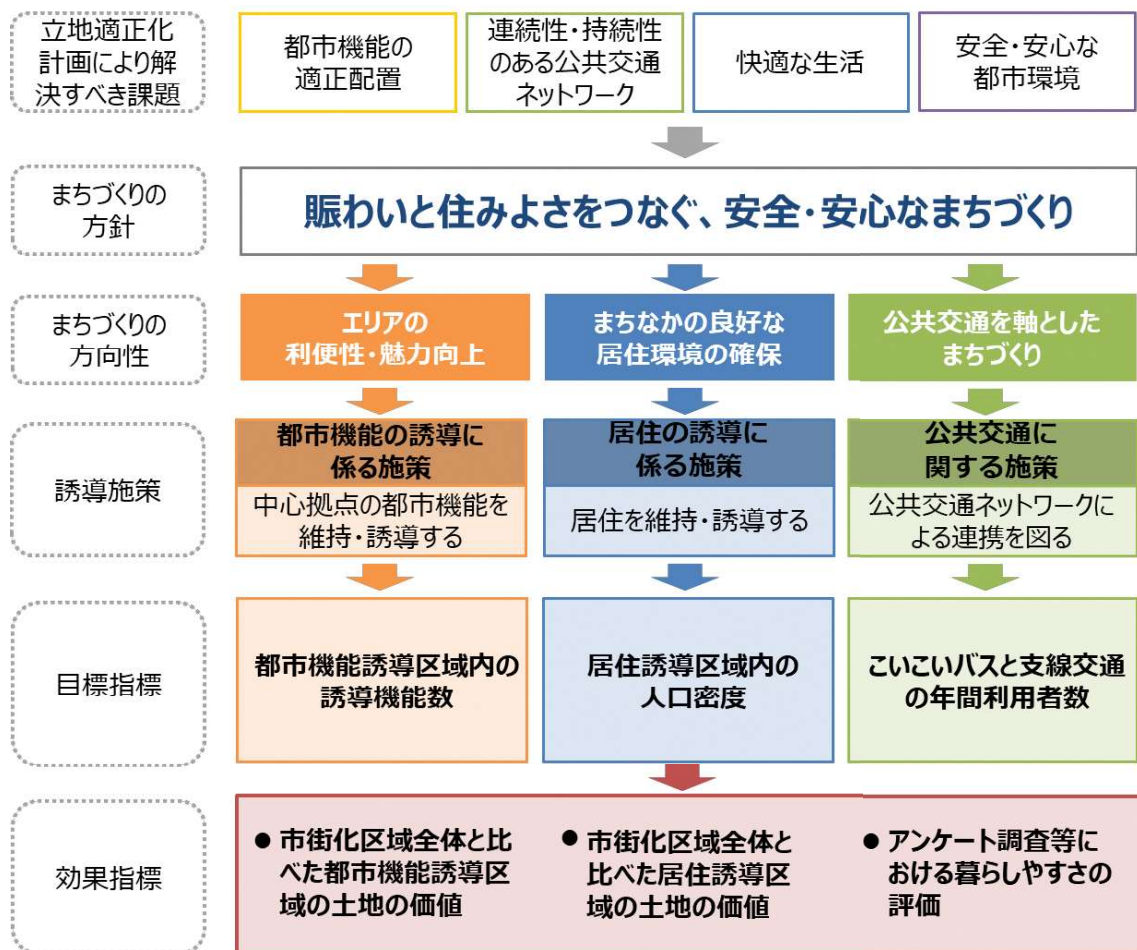 立地適正化
計画により解
決すべき課題
都市機能の
適正配置
連続性・持続性
のある公共交通
ネットワーク
快適な生活
安全・安心な
都市環境
まちづくりの
方針
賑わいと住みよさをつなぐ、安全・安心なまちづくり
まちづくりの
方向性
エリアの
利便性・魅力向上
まちなかの良好な
居住環境の確保
公共交通を軸とした
まちづくり
誘導施策
都市機能の誘導に
係る施策
中心拠点の都市機能を
維持・誘導する
居住の誘導に
係る施策
居住を維持・誘導する
公共交通に
関する施策
公共交通ネットワークに
よる連携を図る
目標指標
都市機能誘導区域内の
誘導機能数
居住誘導区域内の
人口密度
こいこいバスと支線交通
の年間利用者数
効果指標
● 市街化区域全体と比
べた都市機能誘導区
域の土地の価値
● 市街化区域全体と
比べた居住誘導区
域の土地の価値
● アンケート調査等に
おける暮らしやすさの
評価